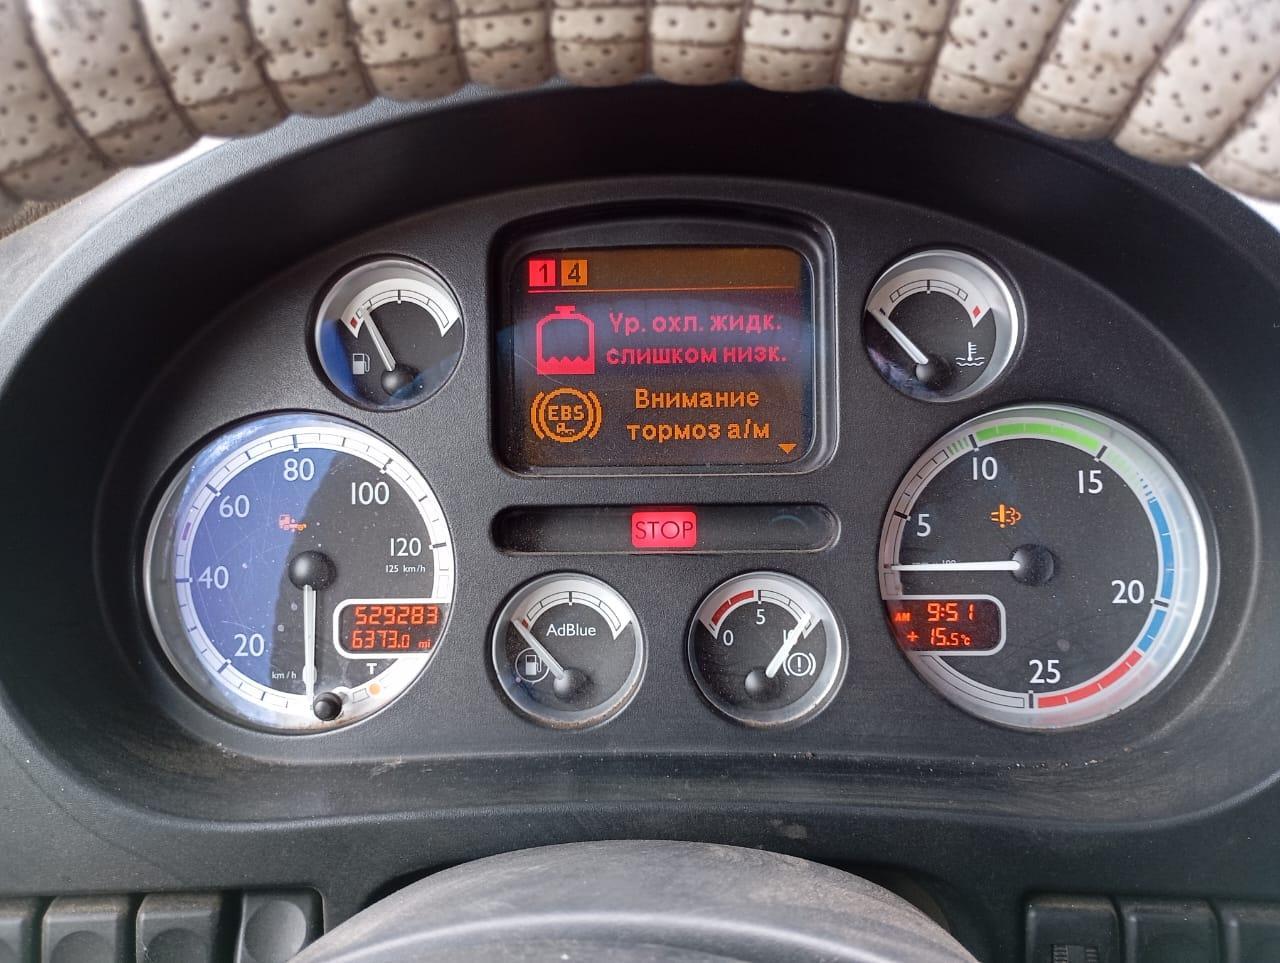 1 4
Ур. охл. жидк.
слишком низк.
EBS
Внимание
тормоз а/м
STOP
20
40
60
80
100
120
125 km/h
km/h
529283
6373.0 mi
T
AdBlue
0
5
10
5
10
15
20
25
AM 9:51
+ 15.5°C